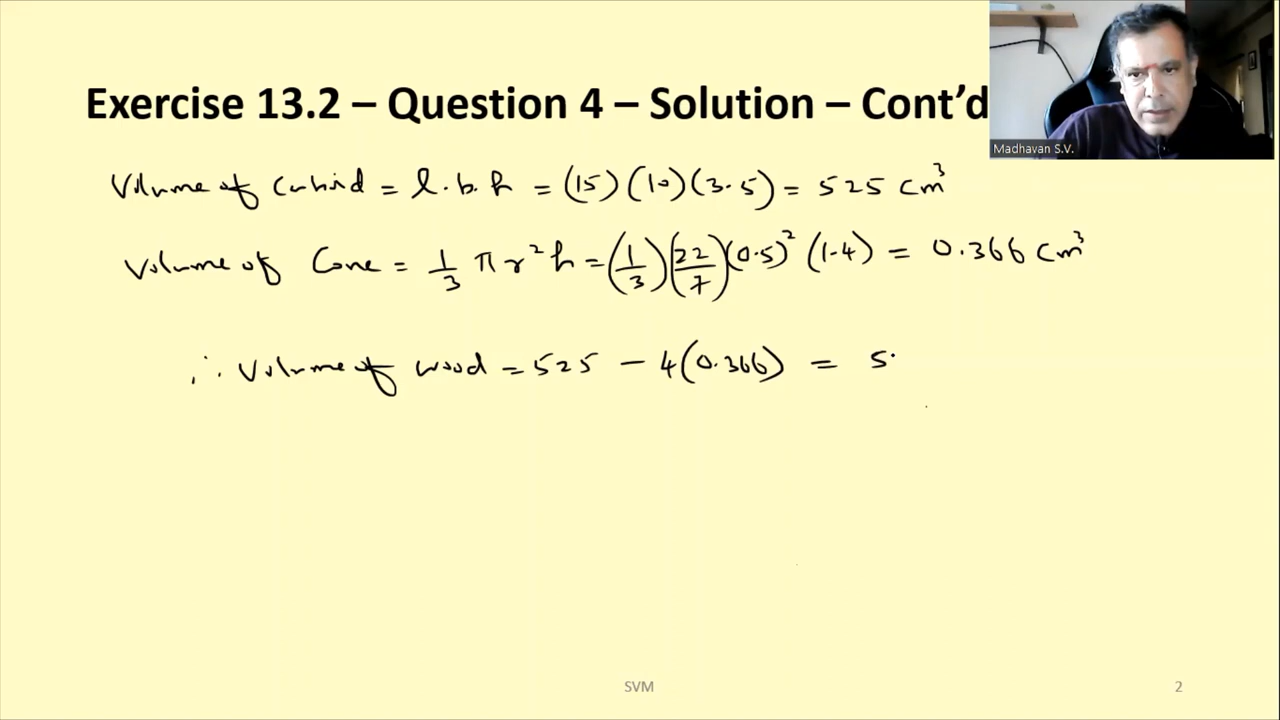 Exercise 13.2 – Question 4 – Solution – Cont’d
Madhavan S.V.
Volume of Cuboid = l.b.h = (15)(10)(3.5) = 525 cm³
Volume of Cone = 1/3 πr²h = (1/3)(22/7)(0.5)²(1.4) = 0.366 cm³
∴ Volume of wood = 525 – 4(0.366) = 5
SVM
2